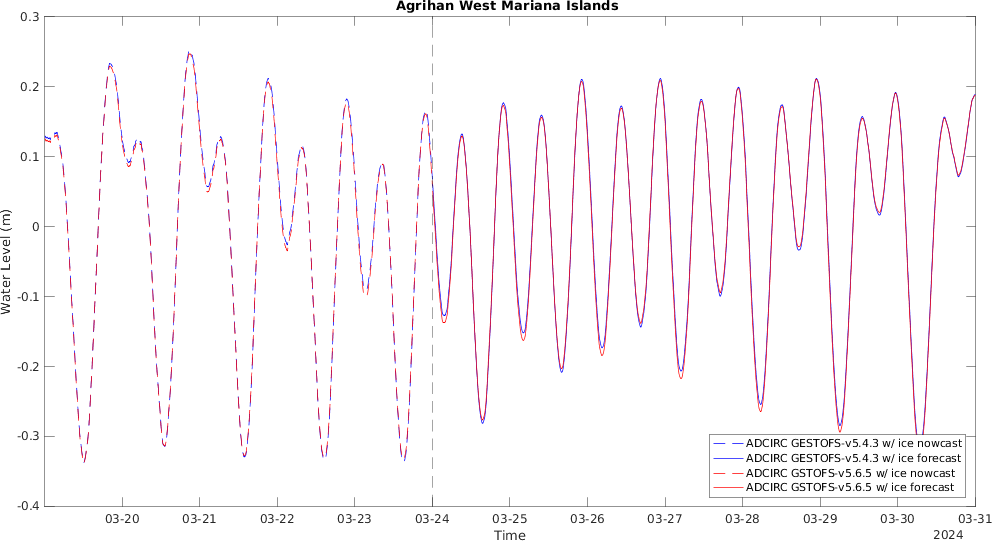 Agrihan West Mariana Islands
0.3
0.2
0.1
0
-0.1
-0.2
-0.3
-0.4
Water Level (m)
ADCIRC GESTOFS-v5.4.3 w/ ice nowcast
ADCIRC GESTOFS-v5.4.3 w/ ice forecast
ADCIRC GSTOFS-v5.6.5 w/ ice nowcast
ADCIRC GSTOFS-v5.6.5 w/ ice forecast
03-20 03-21 03-22 03-23 03-24 03-25 03-26 03-27 03-28 03-29 03-30 03-31
Time
2024